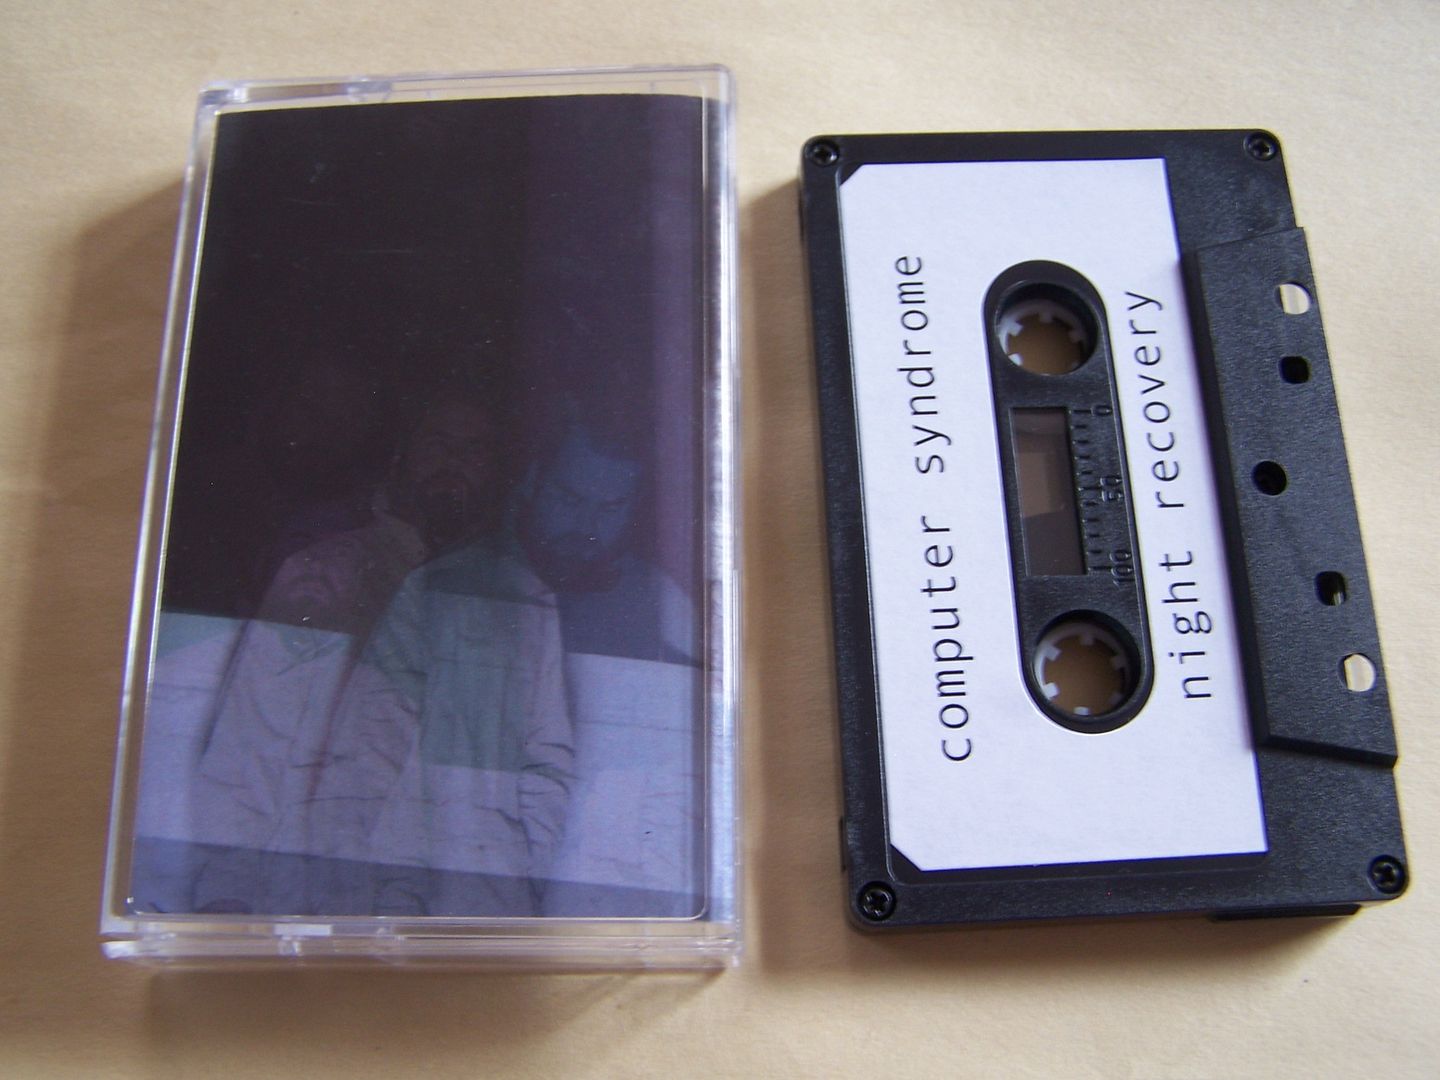 computer syndrome
0 50 100
night recovery